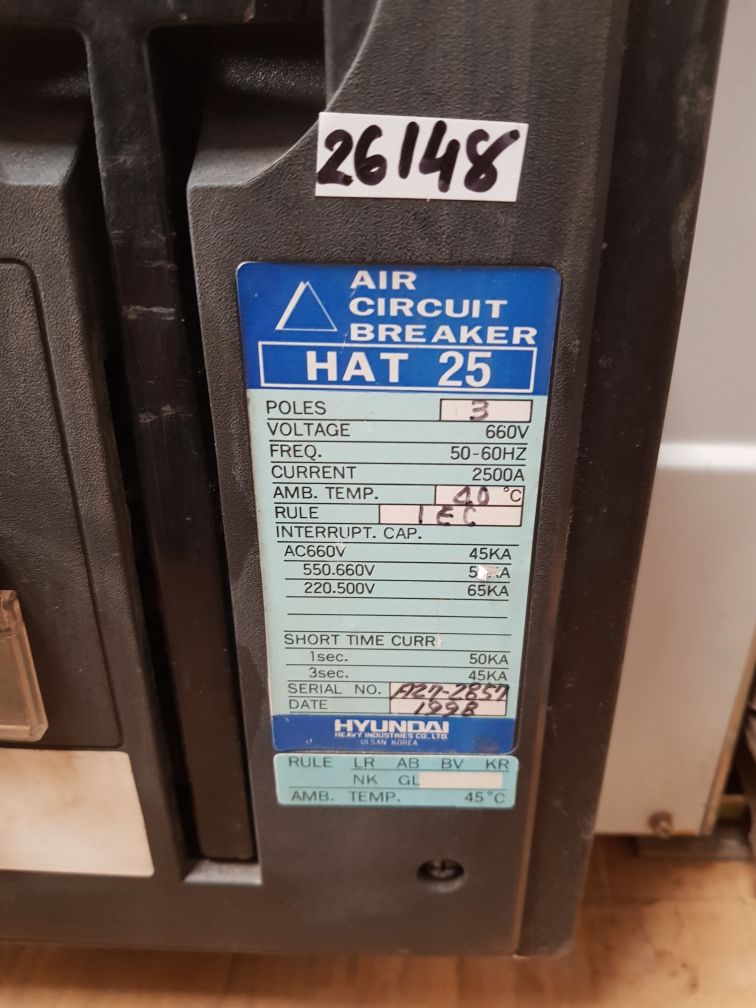 26148
AIR
CIRCUIT
BREAKER
HAT 25
POLES 3
VOLTAGE 660V
FREQ. 50-60HZ
CURRENT 2500A
AMB. TEMP. 40 °C
RULE IEC
INTERRUPT. CAP.
AC660V 45KA
550.660V
220.500V 65KA
SHORT TIME CURR
1sec. 50KA
3sec. 45KA
SERIAL NO. A27-2857
DATE 1998
HYUNDAI
HEAVY INDUSTRIES CO., LTD.
ULSAN KOREA
RULE LR AB BV KR
NK GL
AMB. TEMP. 45°C